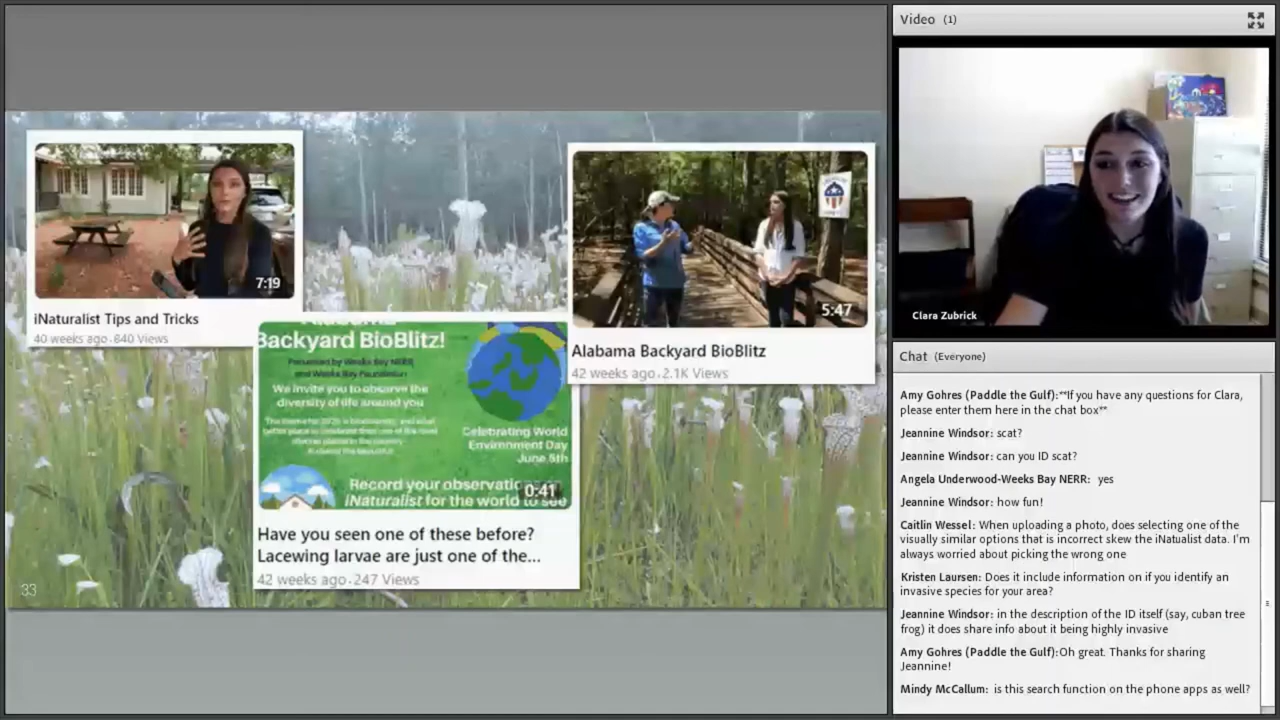 7:19
iNaturalist Tips and Tricks
40 weeks ago · 840 Views
Backyard BioBlitz!
Presented by Weeks Bay NERR
and Weeks Bay Foundation
We invite you to observe the
diversity of life around you
Celebrating World
Environment Day
June 5th
Record your observatio
iNaturalist for the world to see
0:41
Have you seen one of these before?
Lacewing larvae are just one of the...
42 weeks ago · 247 Views
5:47
Alabama Backyard BioBlitz
42 weeks ago · 2.1K Views
33
Video (1)
Clara Zubrick
Chat (Everyone)
Amy Gohres (Paddle the Gulf):**If you have any questions for Clara,
please enter them here in the chat box**
Jeannine Windsor: scat?
Jeannine Windsor: can you ID scat?
Angela Underwood-Weeks Bay NERR: yes
Jeannine Windsor: how fun!
Caitlin Wessel: When uploading a photo, does selecting one of the
visually similar options that is incorrect skew the iNatualist data. I'm
always worried about picking the wrong one
Kristen Laursen: Does it include information on if you identify an
invasive species for your area?
Jeannine Windsor: in the description of the ID itself (say, cuban tree
frog) it does share info about it being highly invasive
Amy Gohres (Paddle the Gulf):Oh great. Thanks for sharing
Jeannine!
Mindy McCallum: is this search function on the phone apps as well?